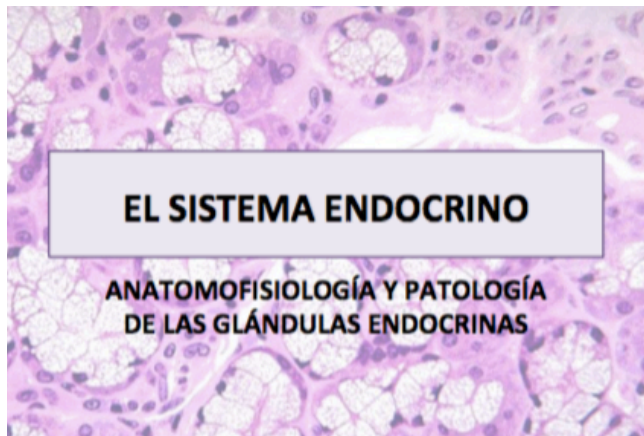 EL SISTEMA ENDOCRINO
ANATOMOFISIOLOGÍA Y PATOLOGÍA
DE LAS GLÁNDULAS ENDOCRINAS